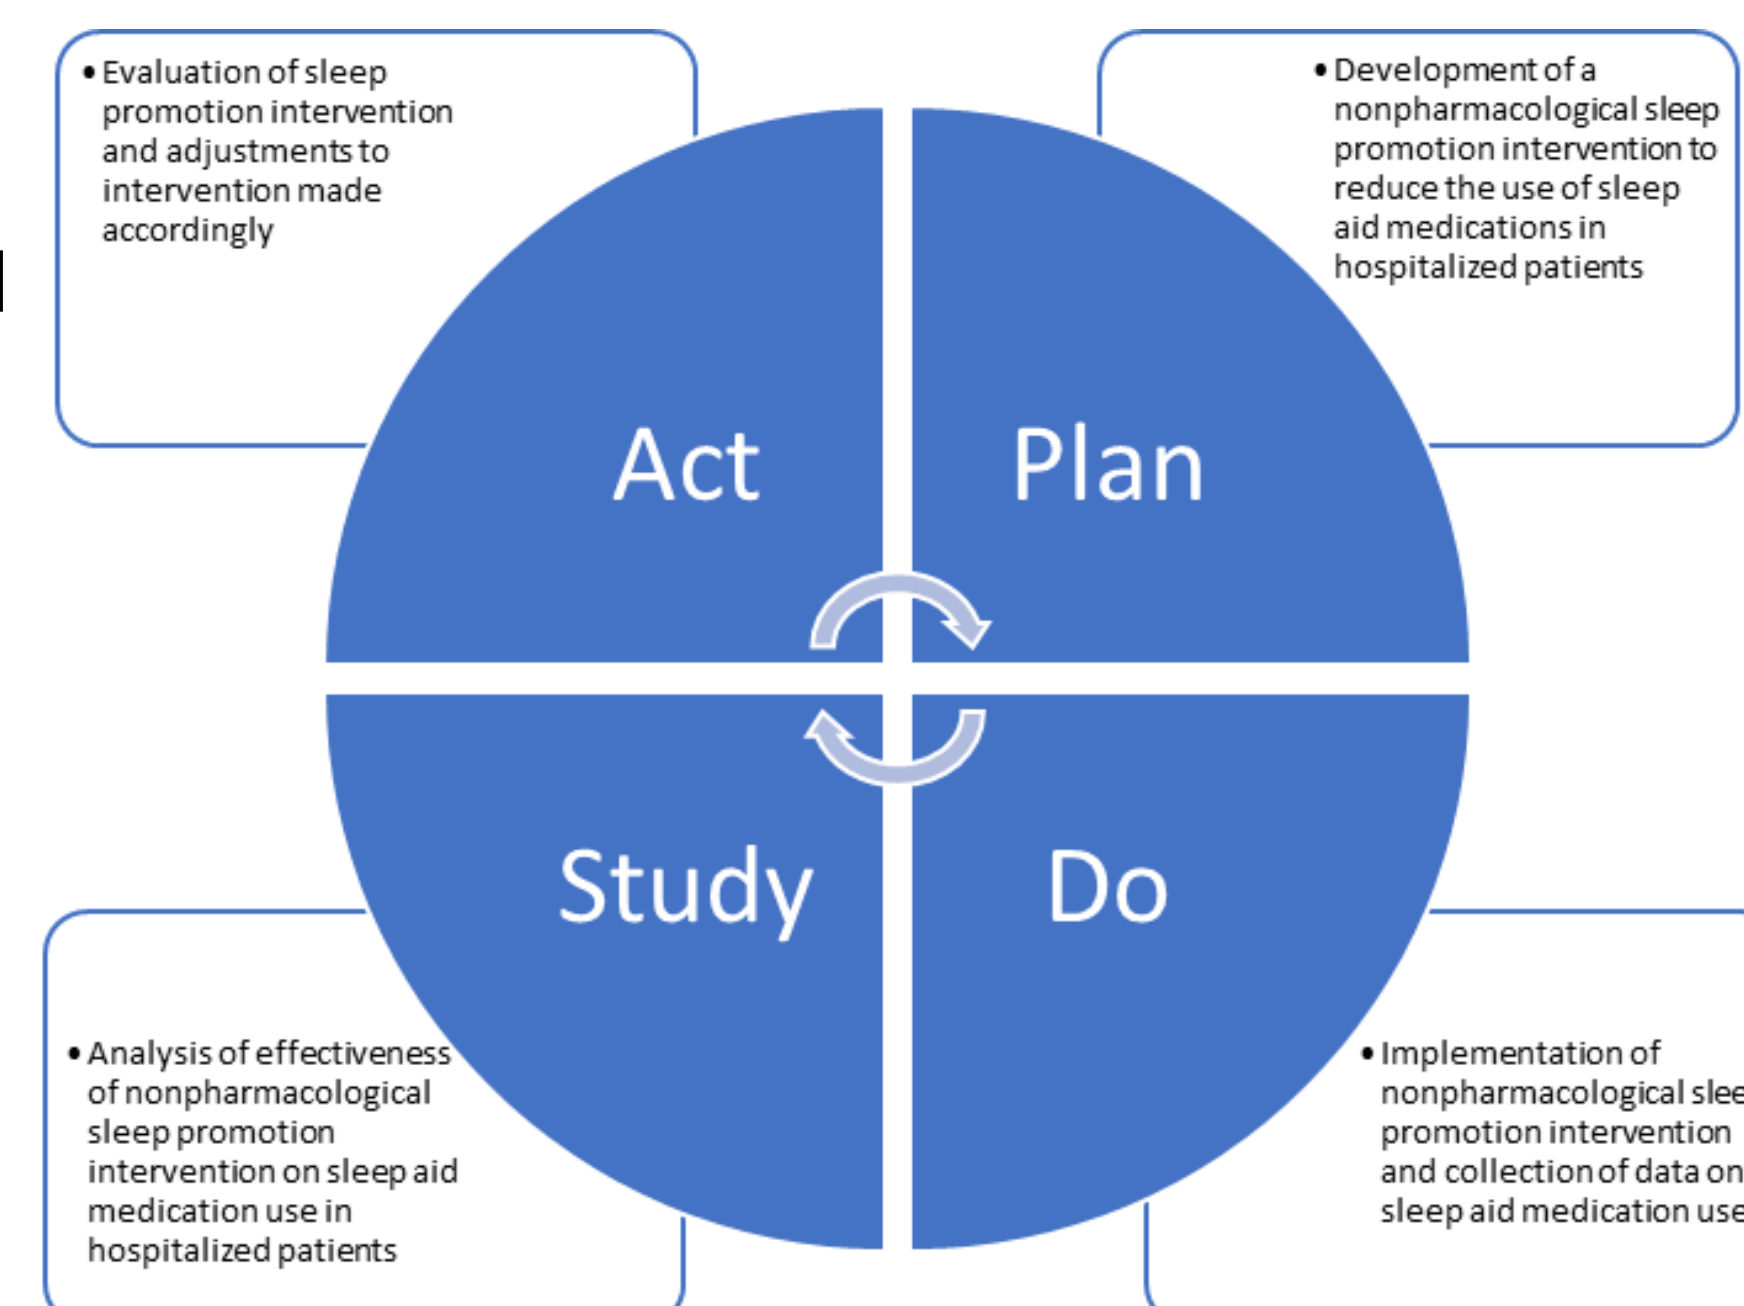 • Evaluation of sleep
promotion intervention
and adjustments to
intervention made
accordingly
• Development of a
nonpharmacological sleep
promotion intervention to
reduce the use of sleep
aid medications in
hospitalized patients
Act
Plan
Study
Do
• Analysis of effectiveness
of nonpharmacological
sleep promotion
intervention on sleep aid
medication use in
hospitalized patients
• Implementation of
nonpharmacological slee
promotion intervention
and collection of data on
sleep aid medication use